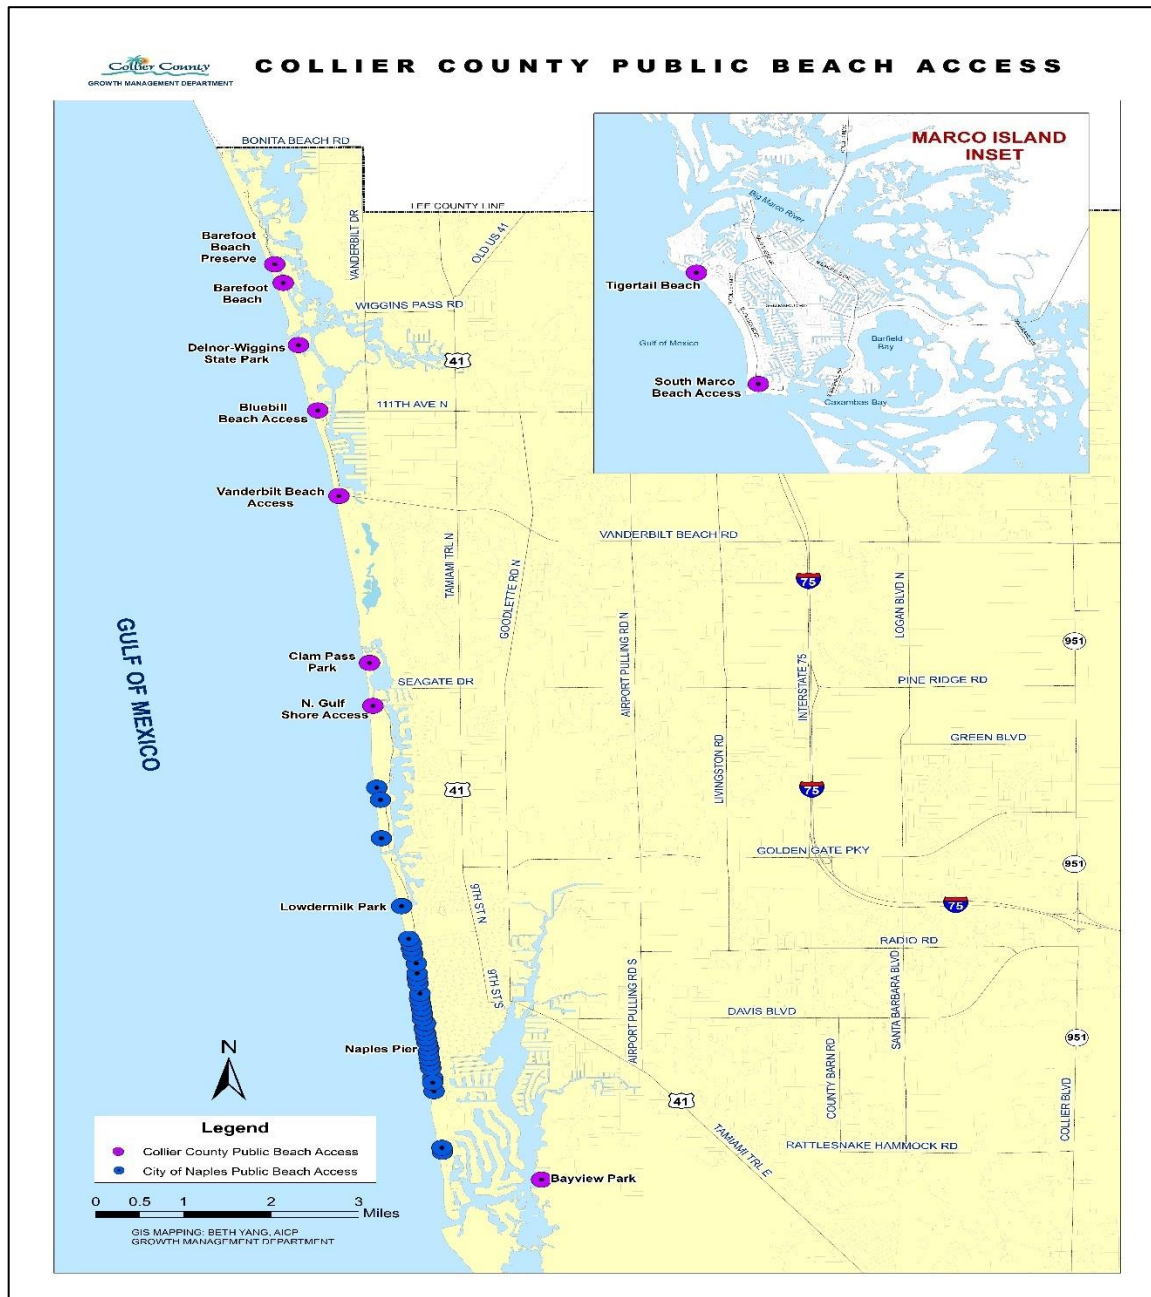 Collier County
GROWTH MANAGEMENT DEPARTMENT
COLLIER COUNTY PUBLIC BEACH ACCESS
BONITA BEACH RD
LEE COUNTY LINE
VANDERBILT DR
OLD US 41
Barefoot
Beach
Preserve
Barefoot
Beach
WIGGINS PASS RD
Delnor-Wiggins
State Park
41
Bluebill
Beach Access
111TH AVE N
Vanderbilt Beach
Access
MARCO ISLAND
INSET
Big Marco River
Tigertail Beach
Gulf of Mexico
Barfield
Bay
South Marco
Beach Access
Caxambas Bay
VANDERBILT BEACH RD
TAMIAMI TRL N
GOODLETTE RD N
75
LOGAN BLVD N
951
GULF OF MEXICO
Clam Pass
Park
SEAGATE DR
AIRPORT PULLING RD N
INTERSTATE 75
PINE RIDGE RD
N. Gulf
Shore Access
GREEN BLVD
LIVINGSTON RD
41
75
GOLDEN GATE PKY
951
Lowdermilk Park
9TH ST N
75
RADIO RD
9TH ST S
AIRPORT PULLING RD S
SANTA BARBARA BLVD
DAVIS BLVD
Naples Pier
COUNTY BARN RD
951
COLLIER BLVD
41
TAMIAMI TRL E
RATTLESNAKE HAMMOCK RD
Bayview Park
N
Legend
Collier County Public Beach Access
City of Naples Public Beach Access
0 0.5 1 2 3
Miles
GIS MAPPING: BETH YANG, AICP
GROWTH MANAGEMENT DEPARTMENT